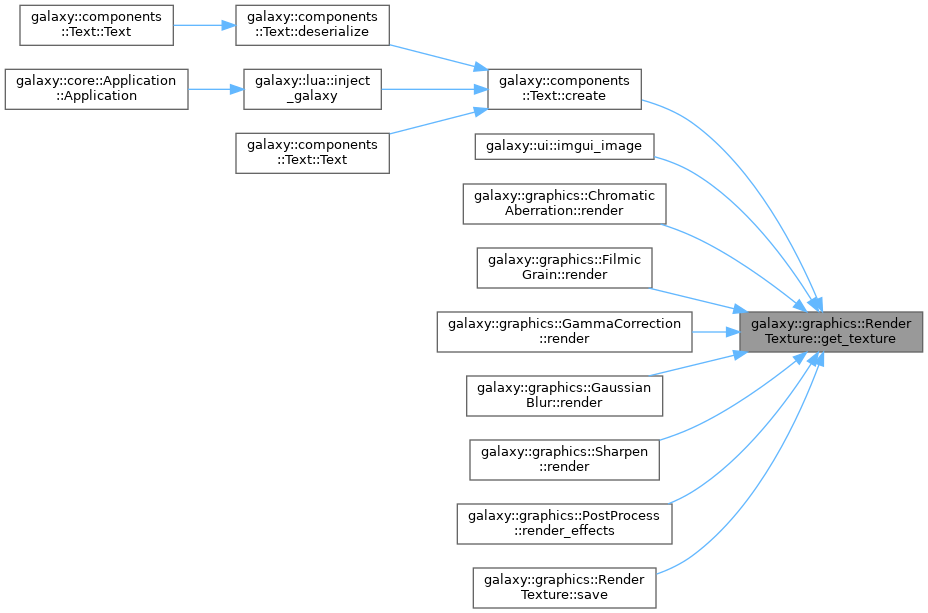 galaxy::components
::Text::Text
galaxy::components
::Text::deserialize
galaxy::core::Application
::Application
galaxy::lua::inject
_galaxy
galaxy::components
::Text::create
galaxy::components
::Text::Text
galaxy::ui::imgui_image
galaxy::graphics::Chromatic
Aberration::render
galaxy::graphics::Filmic
Grain::render
galaxy::graphics::GammaCorrection
::render
galaxy::graphics::Render
Texture::get_texture
galaxy::graphics::Gaussian
Blur::render
galaxy::graphics::Sharpen
::render
galaxy::graphics::PostProcess
::render_effects
galaxy::graphics::Render
Texture::save